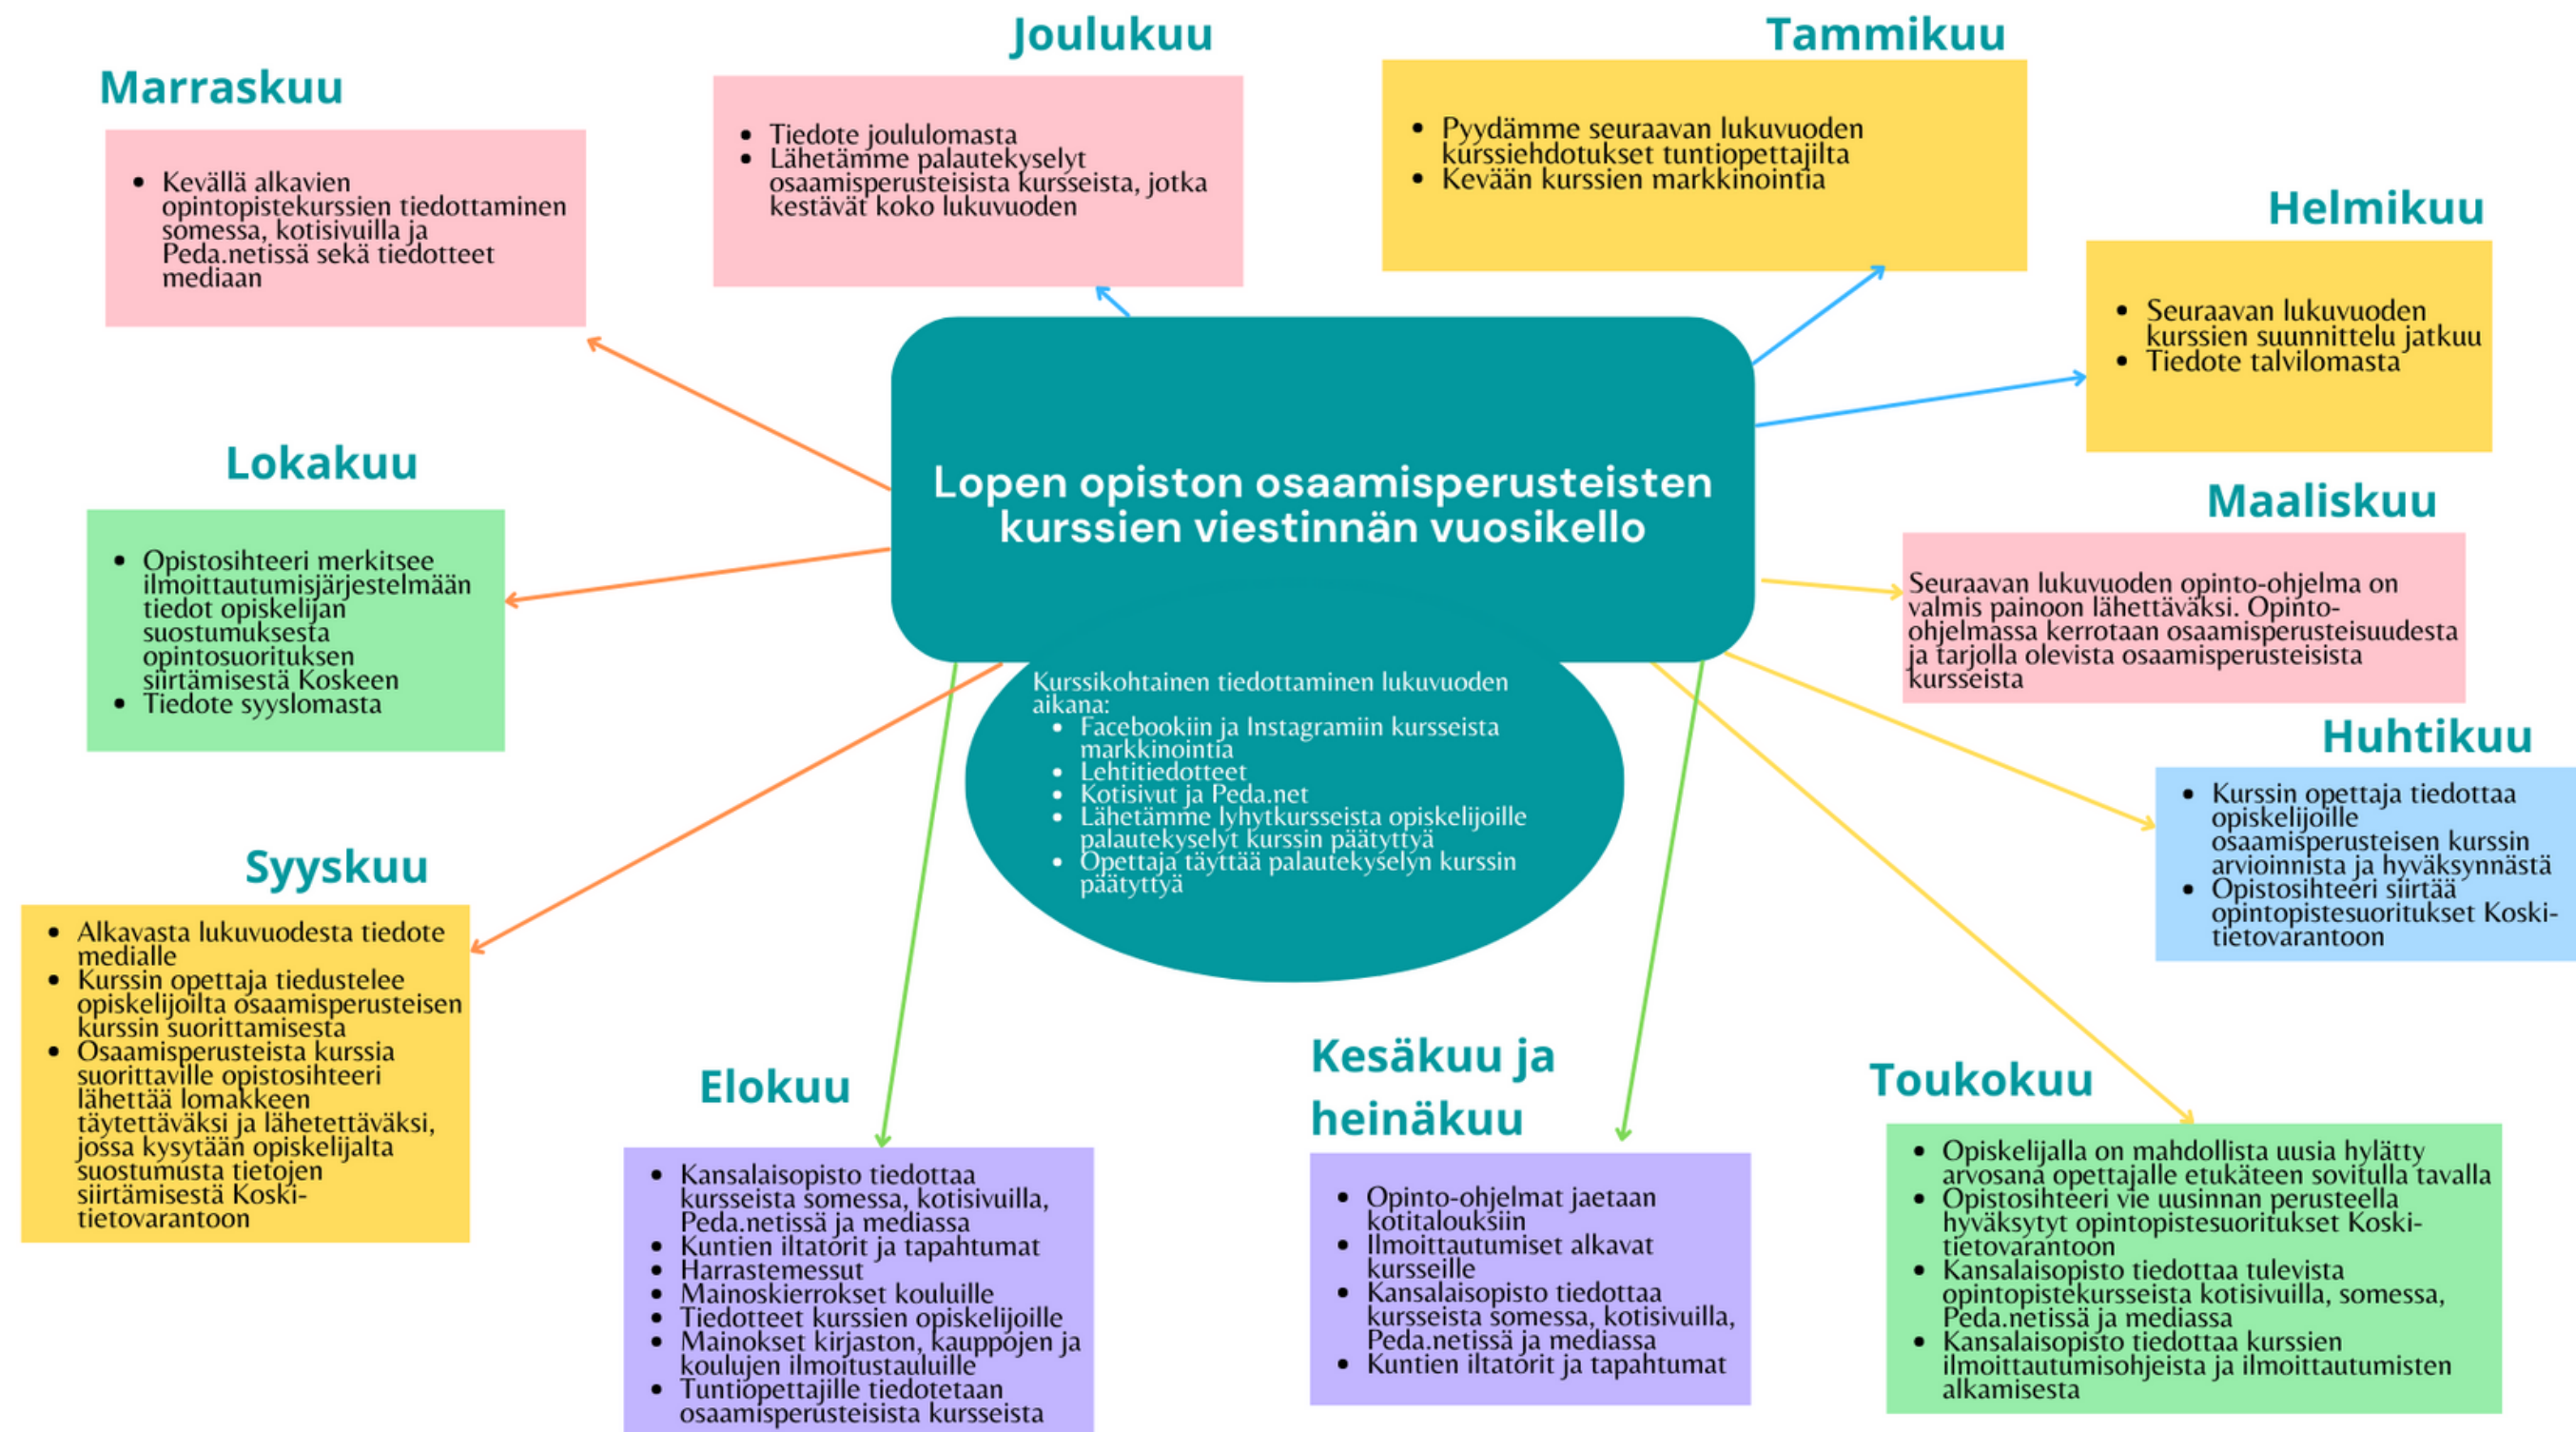 Joulukuu
Tammikuu
Marraskuu
• Tiedote joululomasta
• Lähetämme palautekyselyt
osaamisperusteisista kursseista, jotka
kestävät koko lukuvuoden
• Pyydämme seuraavan lukuvuoden
kurssiehdotukset tuntiopettajilta
• Kevään kurssien markkinointia
• Kevällä alkavien
opintopistekurssien tiedottaminen
somessa, kotisivuilla ja
Peda.netissä sekä tiedotteet
mediaan
Helmikuu
• Seuraavan lukuvuoden
kurssien suunnittelu jatkuu
• Tiedote talvilomasta
Lopen opiston osaamisperusteisten
kurssien viestinnän vuosikello
Lokakuu
• Opistosihteeri merkitsee
ilmoittautumisjärjestelmään
tiedot opiskelijan
suostumuksesta
opintosuorituksen
siirtämisestä Koskeen
• Tiedote syyslomasta
Maaliskuu
Seuraavan lukuvuoden opinto-ohjelma on
valmis painoon lähettäväksi. Opinto-
ohjelmassa kerrotaan osaamisperusteisuudesta
ja tarjolla olevista osaamisperusteisista
kursseista
Kurssikohtainen tiedottaminen lukuvuoden
aikana:
• Facebookiin ja Instagramiin kursseista
markkinointia
• Lehtitiedotteet
• Kotisivut ja Peda.net
• Lähetämme lyhytkursseista opiskelijoille
palautekyselyt kurssin päätyttyä
• Opettaja täyttää palautekyselyn kurssin
päätyttyä
Huhtikuu
• Kurssin opettaja tiedottaa
opiskelijoille
osaamisperusteisen kurssin
arvioinnista ja hyväksynnästä
• Opistosihteeri siirtää
opintopistesuoritukset Koski-
tietovarantoon
Syyskuu
• Alkavasta lukuvuodesta tiedote
medialle
• Kurssin opettaja tiedustelee
opiskelijoilta osaamisperusteisen
kurssin suorittamisesta
• Osaamisperusteista kurssia
suorittaville opistosihteeri
lähettää lomakkeen
täytettäväksi ja lähetettäväksi,
jossa kysytään opiskelijalta
suostumusta tietojen
siirtämisestä Koski-
tietovarantoon
Elokuu
• Kansalaisopisto tiedottaa
kursseista somessa, kotisivuilla,
Peda.netissä ja mediassa
• Kuntien iltatorit ja tapahtumat
• Harrastemessut
• Mainoskierrokset kouluille
• Tiedotteet kurssien opiskelijoille
• Mainokset kirjaston, kauppojen ja
koulujen ilmoitustauluille
• Tuntiopettajille tiedotetaan
osaamisperusteisista kursseista
Kesäkuu ja
heinäkuu
• Opinto-ohjelmat jaetaan
kotitalouksiin
• Ilmoittautumiset alkavat
kursseille
• Kansalaisopisto tiedottaa
kursseista somessa, kotisivuilla,
Peda.netissä ja mediassa
• Kuntien iltatorit ja tapahtumat
Toukokuu
• Opiskelijalla on mahdollista uusia hylätty
arvosana opettajalle etukäteen sovitulla tavalla
• Opistosihteeri vie uusinnan perusteella
hyväksytyt opintopistesuoritukset Koski-
tietovarantoon
• Kansalaisopisto tiedottaa tulevista
opintopistekursseista kotisivuilla, somessa,
Peda.netissä ja mediassa
• Kansalaisopisto tiedottaa kurssien
ilmoittautumisohjeista ja ilmoittautumisten
alkamisesta